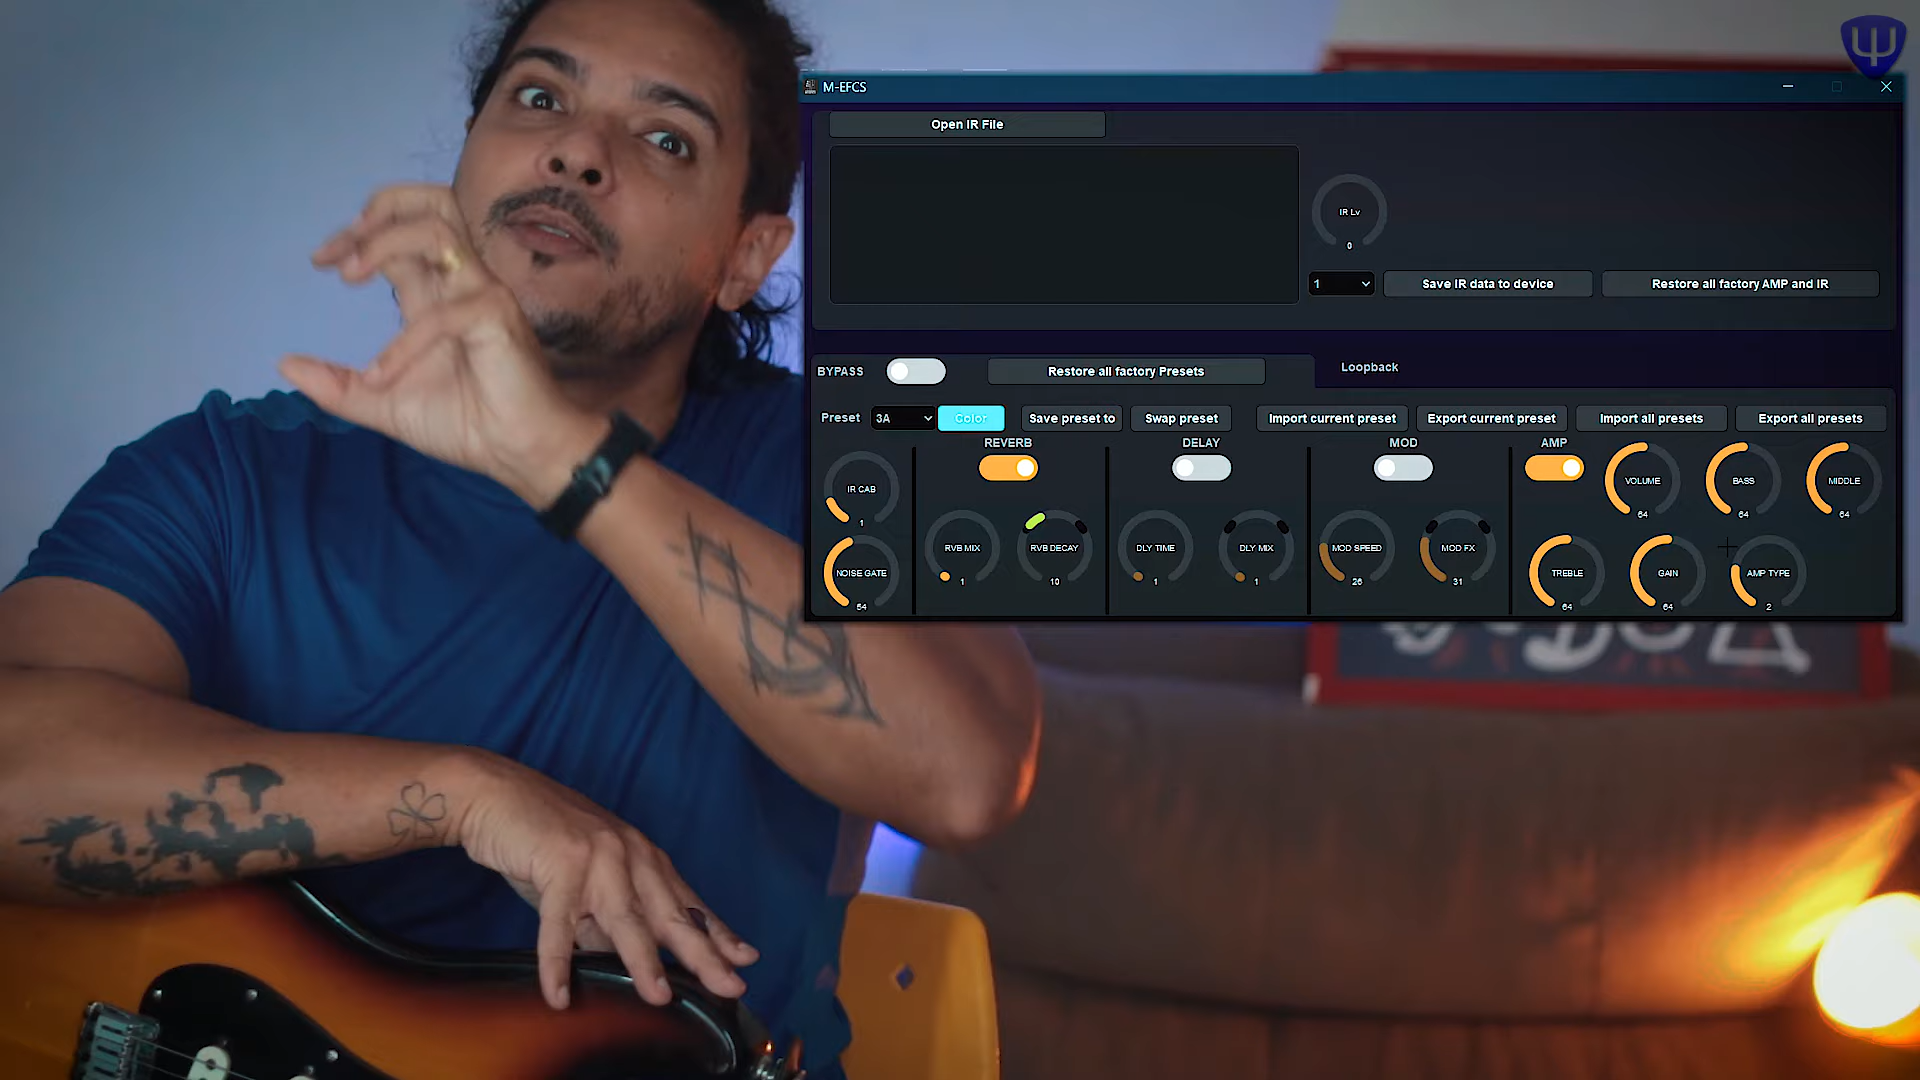 M-EFCS
Open IR File
IR Lv
0
1
Save IR data to device
Restore all factory AMP and IR
BYPASS
Restore all factory Presets
Loopback
Preset
3A
Color
Save preset to
Swap preset
Import current preset
Export current preset
Import all presets
Export all presets
REVERB
DELAY
MOD
AMP
IR CAB
1
NOISE GATE
54
RVB MIX
1
RVB DECAY
10
DLY TIME
1
DLY MIX
1
MOD SPEED
26
MOD FX
31
VOLUME
64
BASS
64
MIDDLE
64
TREBLE
64
GAIN
64
AMP TYPE
2